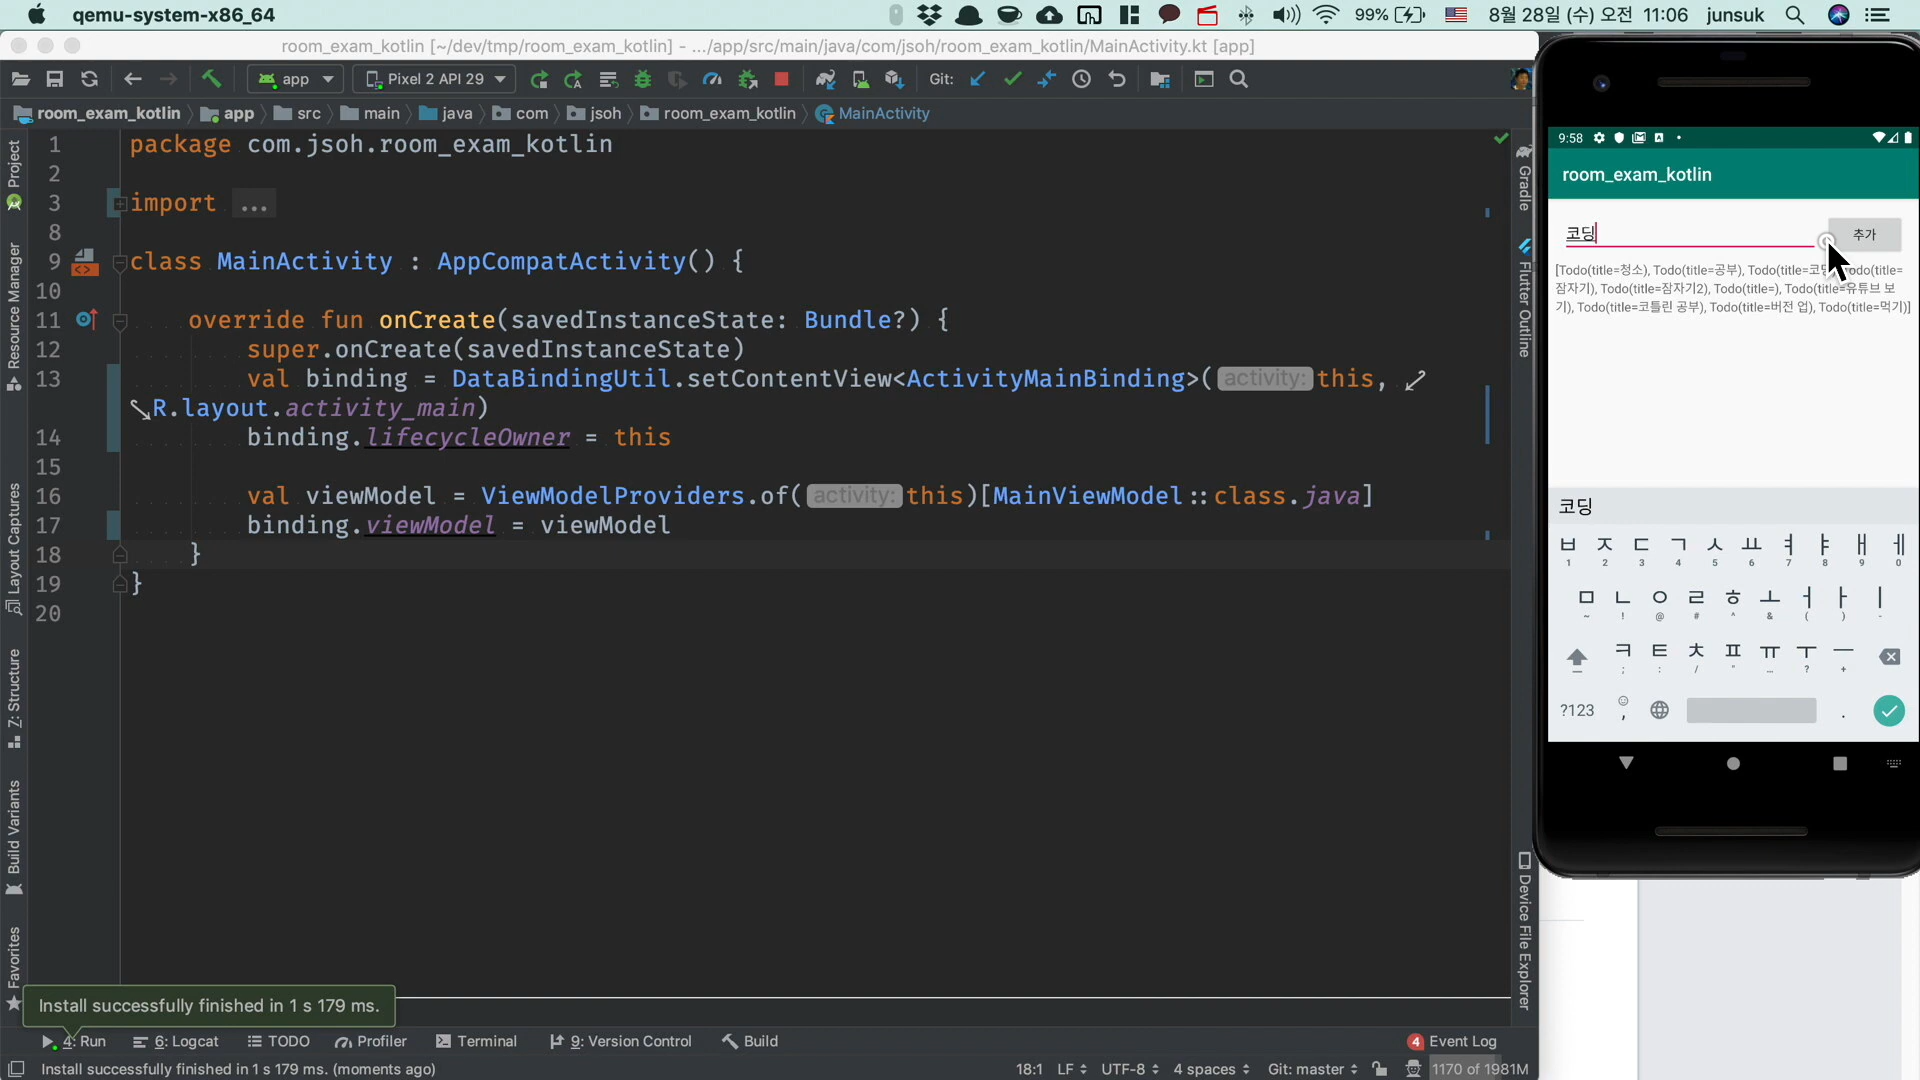 qemu-system-x86_64
99%
8월 28일 (수) 오전 11:06
junsuk
room_exam_kotlin [~/dev/tmp/room_exam_kotlin] - .../app/src/main/java/com/jsoh/room_exam_kotlin/MainActivity.kt [app]
app
Pixel 2 API 29
Git:
room_exam_kotlin
app
src
main
java
com
jsoh
room_exam_kotlin
MainActivity
Project
Resource Manager
Layout Captures
Z: Structure
Build Variants
Favorites
1 package com.jsoh.room_exam_kotlin
2
3 import ...
8
9 class MainActivity : AppCompatActivity() {
10
11 override fun onCreate(savedInstanceState: Bundle?) {
12 super.onCreate(savedInstanceState)
13 val binding = DataBindingUtil.setContentView<ActivityMainBinding>( activity: this,
R.layout.activity_main)
14 binding.lifecycleOwner = this
15
16 val viewModel = ViewModelProviders.of( activity: this)[MainViewModel::class.java]
17 binding.viewModel = viewModel
18 }
19 }
20
Gradle
Flutter Outline
Device File Explorer
9:58
room_exam_kotlin
코딩
추가
[Todo(title=청소), Todo(title=공부), Todo(title=코딩), Todo(title=
잠자기), Todo(title=잠자기2), Todo(title=), Todo(title=유튜브 보
기), Todo(title=코틀린 공부), Todo(title=버전 업), Todo(title=먹기)]
코딩
ㅂ ㅈ ㄷ ㄱ ㅅ ㅛ ㅕ ㅑ ㅐ ㅔ
1 2 3 4 5 6 7 8 9 0
ㅁ ㄴ ㅇ ㄹ ㅎ ㅗ ㅓ ㅏ ㅣ
~ ! @ # ^ & ( ) -
ㅋ ㅌ ㅊ ㅍ ㅠ ㅜ ㅡ
; : / " … ? +
?123 , .
Install successfully finished in 1 s 179 ms.
4: Run
6: Logcat
TODO
Profiler
Terminal
9: Version Control
Build
4 Event Log
Install successfully finished in 1 s 179 ms. (moments ago)
18:1
LF
UTF-8
4 spaces
Git: master
1170 of 1981M